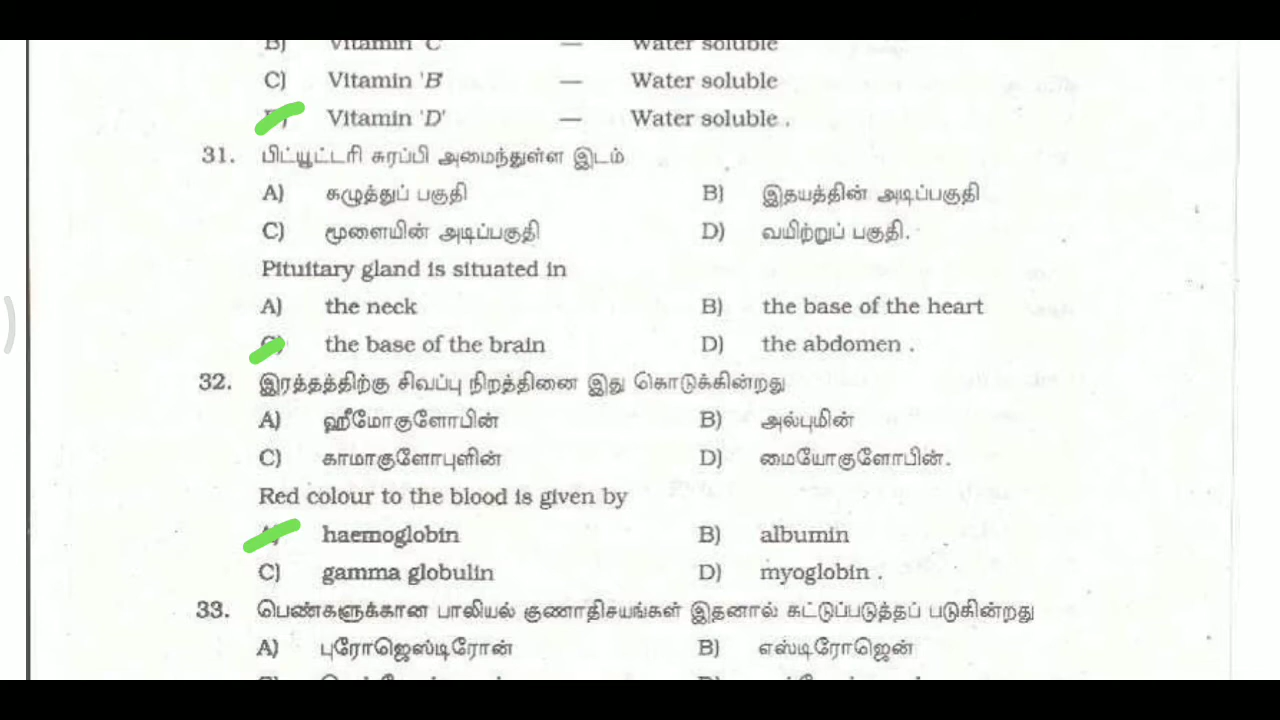 B) Vitamin 'C' — Water soluble
C) Vitamin 'B' — Water soluble
Vitamin 'D' — Water soluble .
31. பிட்யூட்டரி சுரப்பி அமைந்துள்ள இடம்
A) கழுத்துப் பகுதி B) இதயத்தின் அடிப்பகுதி
C) மூளையின் அடிப்பகுதி D) வயிற்றுப் பகுதி.
Pituitary gland is situated in
A) the neck B) the base of the heart
C) the base of the brain D) the abdomen .
32. இரத்தத்திற்கு சிவப்பு நிறத்தினை இது கொடுக்கின்றது
A) ஹீமோகுளோபின் B) அல்புமின்
C) காமாகுளோபுளின் D) மையோகுளோபின்.
Red colour to the blood is given by
haemoglobin B) albumin
C) gamma globulin D) myoglobin .
33. பெண்களுக்கான பாலியல் குணாதிசயங்கள் இதனால் கட்டுப்படுத்தப் படுகின்றது
A) புரோஜெஸ்டிரோன் B) எஸ்டிரோஜென்